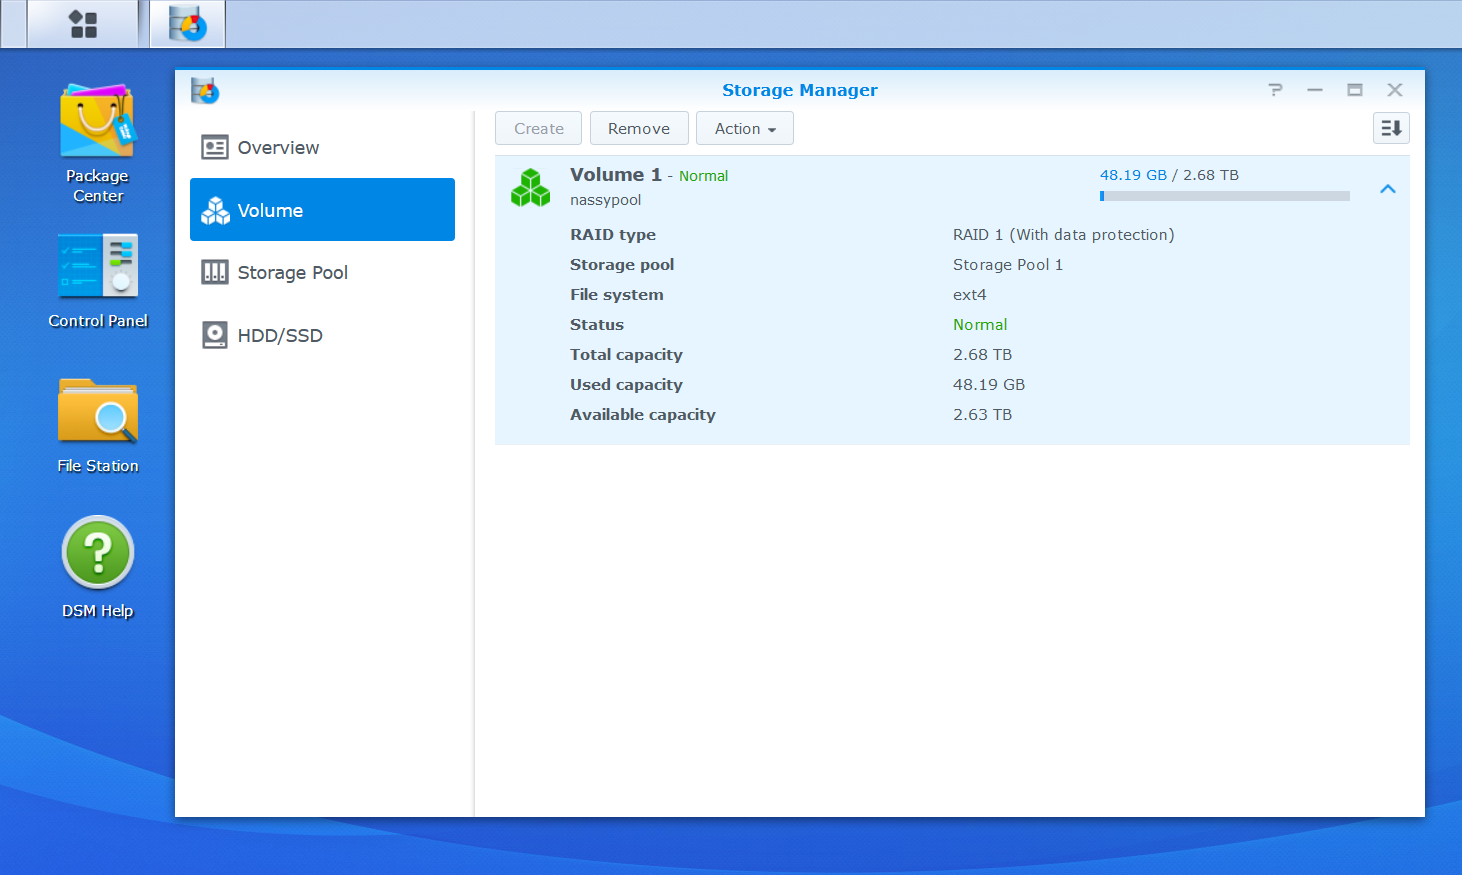 Storage Manager
Package
Center
Control Panel
File Station
DSM Help
Overview
Volume
Storage Pool
HDD/SSD
Create
Remove
Action
Volume 1 - Normal
48.19 GB / 2.68 TB
nassypool
RAID type
RAID 1 (With data protection)
Storage pool
Storage Pool 1
File system
ext4
Status
Normal
Total capacity
2.68 TB
Used capacity
48.19 GB
Available capacity
2.63 TB